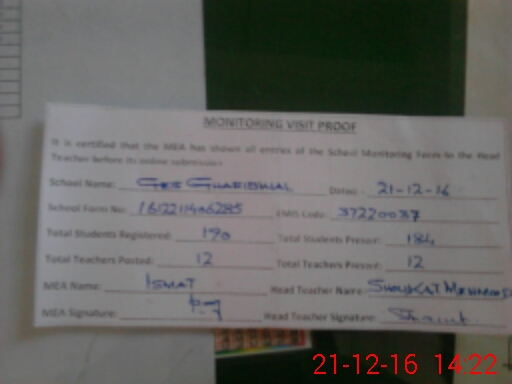 MONITORING VISIT PROOF
It is certified that the MEA has shown all entries of the School Monitoring Form to the Head
Teacher before its online submission
School Name: Dated: 21-12-16
School Form No: EMIS Code: 37220037
Total Students Registered: 190 Total Students Present: 184
Total Teachers Posted: 12 Total Teachers Present: 12
MEA Name: ISMAT Head Teacher Name: SHOUKAT
MEA Signature: Head Teacher Signature:
21-12-16 14:22